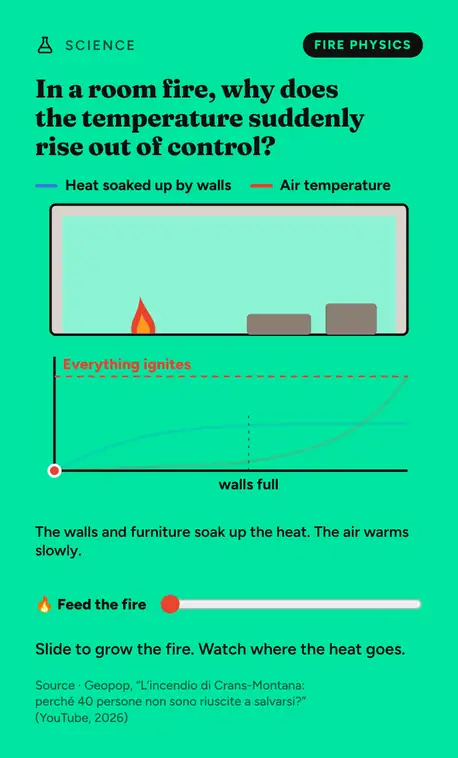 SCIENCE
FIRE PHYSICS
In a room fire, why does
the temperature suddenly
rise out of control?
Heat soaked up by walls
Air temperature
Everything ignites
walls full
The walls and furniture soak up the heat. The air warms
slowly.
🔥 Feed the fire
Slide to grow the fire. Watch where the heat goes.
Source · Geopop, “L’incendio di Crans-Montana:
perché 40 persone non sono riuscite a salvarsi?”
(YouTube, 2026)